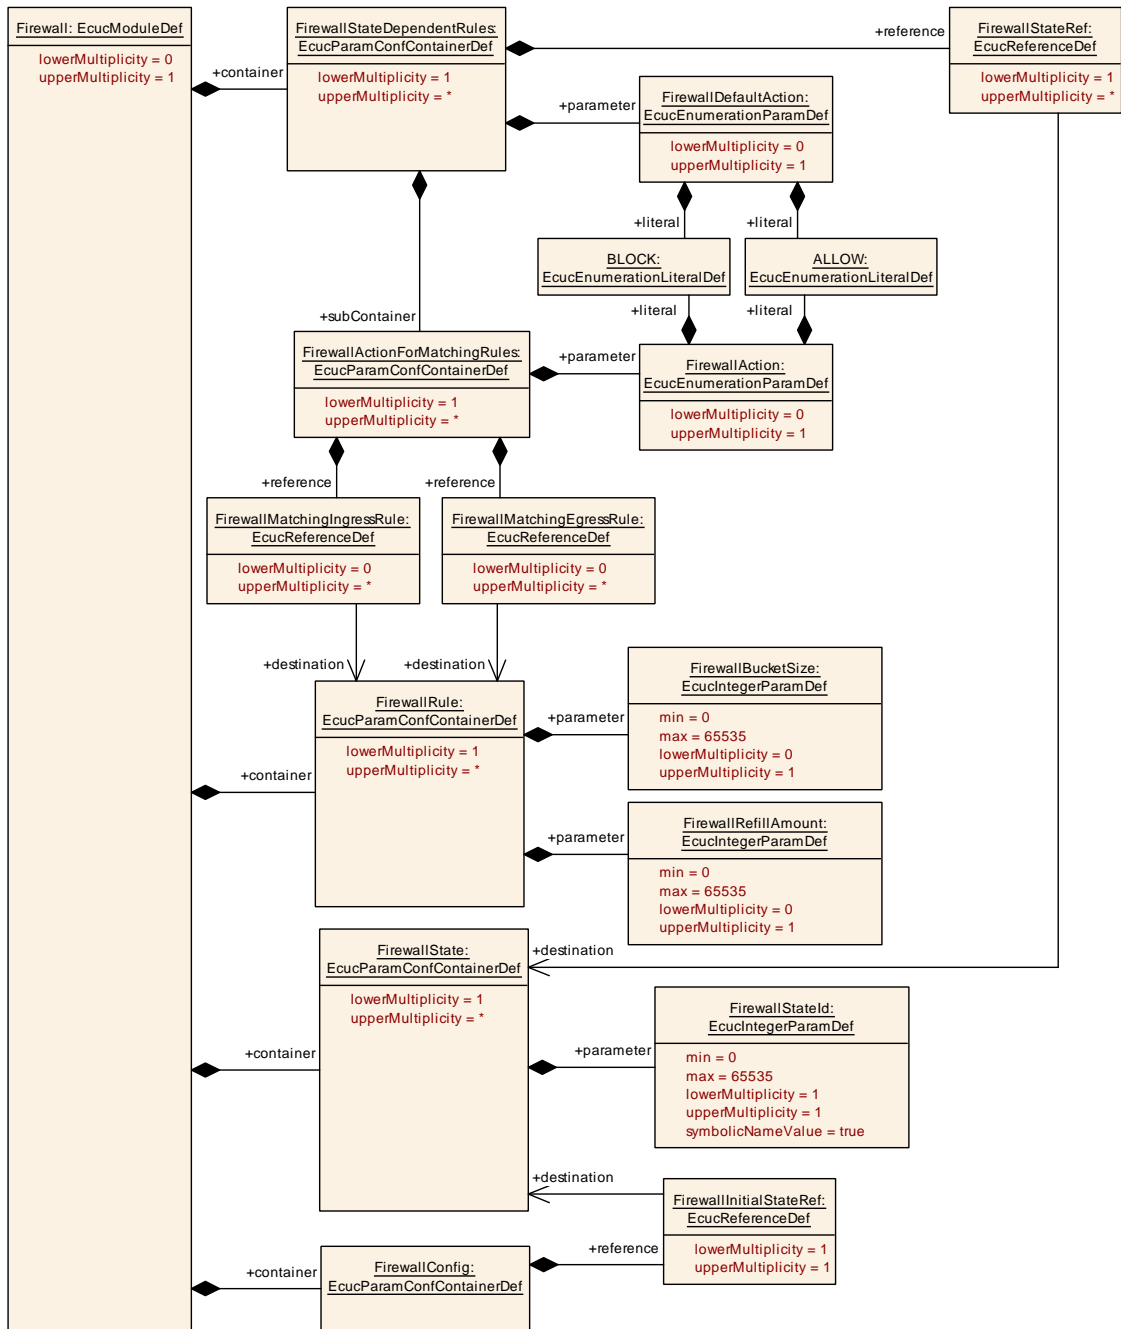 Firewall: EcucModuleDef
lowerMultiplicity = 0
upperMultiplicity = 1
+container
FirewallStateDependentRules:
EcucParamConfContainerDef
lowerMultiplicity = 1
upperMultiplicity = *
+reference
FirewallStateRef:
EcucReferenceDef
lowerMultiplicity = 1
upperMultiplicity = *
+parameter
FirewallDefaultAction:
EcucEnumerationParamDef
lowerMultiplicity = 0
upperMultiplicity = 1
+literal
+literal
BLOCK:
EcucEnumerationLiteralDef
ALLOW:
EcucEnumerationLiteralDef
+literal
+literal
+subContainer
FirewallActionForMatchingRules:
EcucParamConfContainerDef
lowerMultiplicity = 1
upperMultiplicity = *
+parameter
FirewallAction:
EcucEnumerationParamDef
lowerMultiplicity = 0
upperMultiplicity = 1
+reference
+reference
FirewallMatchingIngressRule:
EcucReferenceDef
lowerMultiplicity = 0
upperMultiplicity = *
FirewallMatchingEgressRule:
EcucReferenceDef
lowerMultiplicity = 0
upperMultiplicity = *
+destination
+destination
FirewallRule:
EcucParamConfContainerDef
lowerMultiplicity = 1
upperMultiplicity = *
+container
+parameter
FirewallBucketSize:
EcucIntegerParamDef
min = 0
max = 65535
lowerMultiplicity = 0
upperMultiplicity = 1
+parameter
FirewallRefillAmount:
EcucIntegerParamDef
min = 0
max = 65535
lowerMultiplicity = 0
upperMultiplicity = 1
FirewallState:
EcucParamConfContainerDef
lowerMultiplicity = 1
upperMultiplicity = *
+destination
+container
+parameter
FirewallStateId:
EcucIntegerParamDef
min = 0
max = 65535
lowerMultiplicity = 1
upperMultiplicity = 1
symbolicNameValue = true
+destination
FirewallInitialStateRef:
EcucReferenceDef
lowerMultiplicity = 1
upperMultiplicity = 1
+reference
+container
FirewallConfig:
EcucParamConfContainerDef